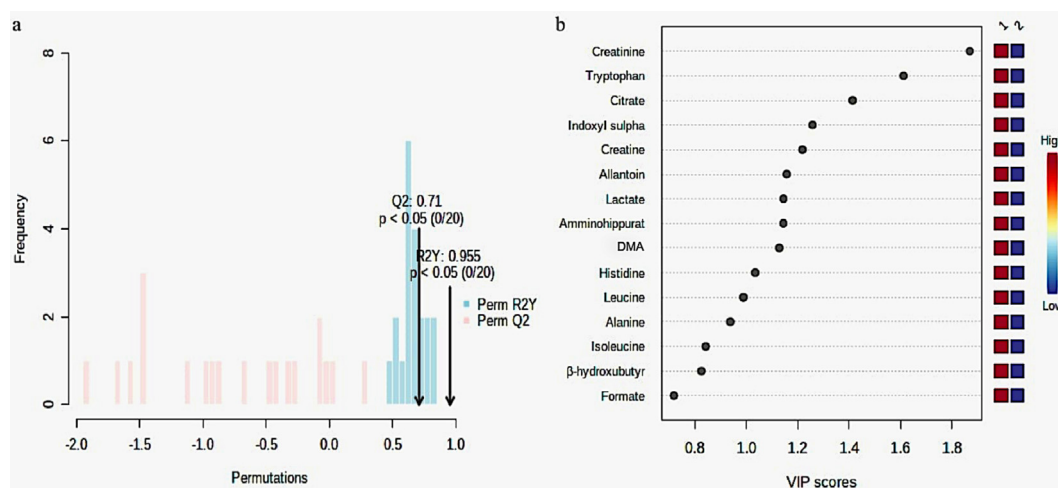 a
8
6
4
2
0
Frequency
Q2: 0.71
p < 0.05 (0/20)
R2Y: 0.955
p < 0.05 (0/20)
Perm R2Y
Perm Q2
-2.0 -1.5 -1.0 -0.5 0.0 0.5 1.0
Permutations
b
1 2
Creatinine
Tryptophan
Citrate
Indoxyl sulpha
Creatine
Allantoin
Lactate
Amminohippurat
DMA
Histidine
Leucine
Alanine
Isoleucine
β-hydroxubutyr
Formate
0.8 1.0 1.2 1.4 1.6 1.8
VIP scores
High
Low